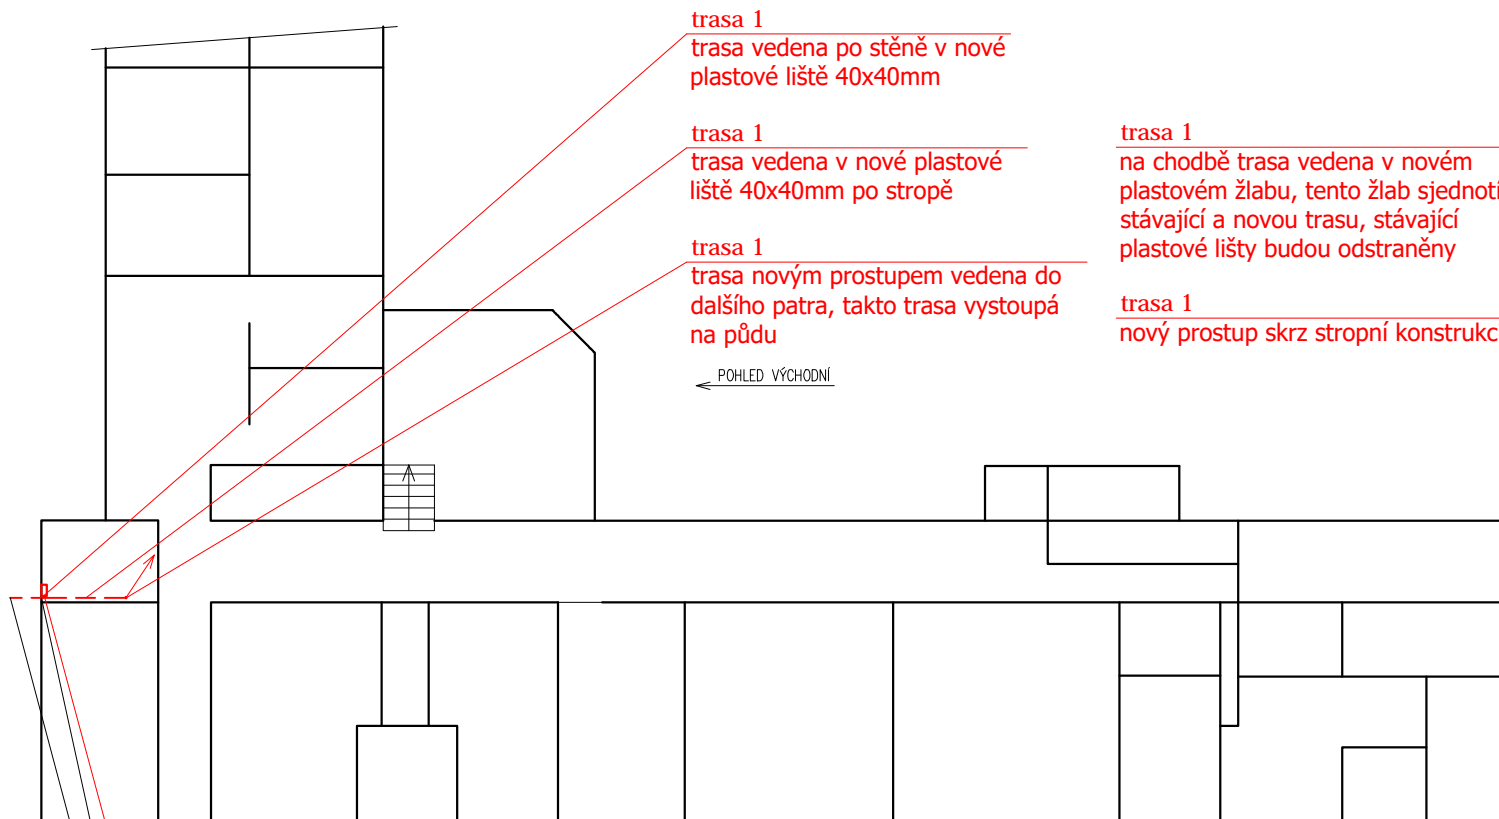 trasa 1
trasa vedena po stěně v nové
plastové liště 40x40mm
trasa 1
trasa vedena v nové plastové
liště 40x40mm po stropě
trasa 1
trasa novým prostupem vedena do
dalšího patra, takto trasa vystoupá
na půdu
POHLED VÝCHODNÍ
trasa 1
na chodbě trasa vedena v novém
plastovém žlabu, tento žlab sjednotí
stávající a novou trasu, stávající
plastové lišty budou odstraněny
trasa 1
nový prostup skrz stropní konstrukc